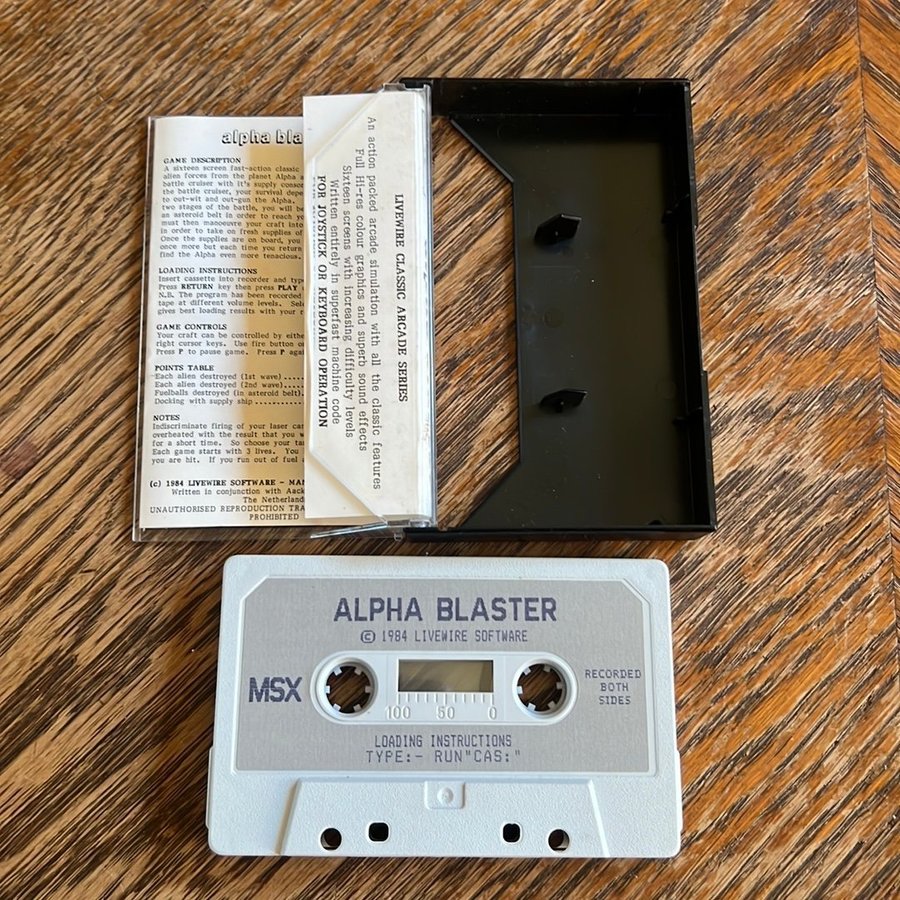 alpha bla
GAME DESCRIPTION
A sixteen screen fast-action classic
alien forces from the planet Alpha a
battle cruiser with it's supply conso
the battle cruiser, your survival depe
to out-wit and out-gun the Alpha.
two stages of the battle, you will be
an asteroid belt in order to reach yo
must then manoeuvre your craft into
in order to take on fresh supplies of
Once the supplies are on board, you
once more but each time you return
find the Alpha even more tenacious.
LOADING INSTRUCTIONS
Insert cassette into recorder and type
Press RETURN key then press PLAY
N.B. The program has been recorded
tape at different volume levels. Sele
gives best loading results with your r
GAME CONTROLS
Your craft can be controlled by eithe
right cursor keys. Use fire button o
Press P to pause game. Press P agai
POINTS TABLE
Each alien destroyed (1st wave).....
Each alien destroyed (2nd wave).....
Fuelballs destroyed (in asteroid belt).
Docking with supply ship ..........
NOTES
Indiscriminate firing of your laser can
overheated with the result that you w
for a short time. So choose your ta
Each game starts with 3 lives. You
you are hit. If you run out of fuel
(c) 1984 LIVEWIRE SOFTWARE - MAN
Written in conjunction with Aack
The Netherland
UNAUTHORISED REPRODUCTION TRA
PROHIBITED
LIVEWIRE CLASSIC ARCADE SERIES
An action packed arcade simulation with all the classic features
Full Hi-res colour graphics and superb sound effects
Sixteen screens with increasing difficulty levels
Written entirely in superfast machine code
FOR JOYSTICK OR KEYBOARD OPERATION
ALPHA BLASTER
© 1984 LIVEWIRE SOFTWARE
MSX
100 50 0
RECORDED
BOTH
SIDES
LOADING INSTRUCTIONS
TYPE:- RUN"CAS:"